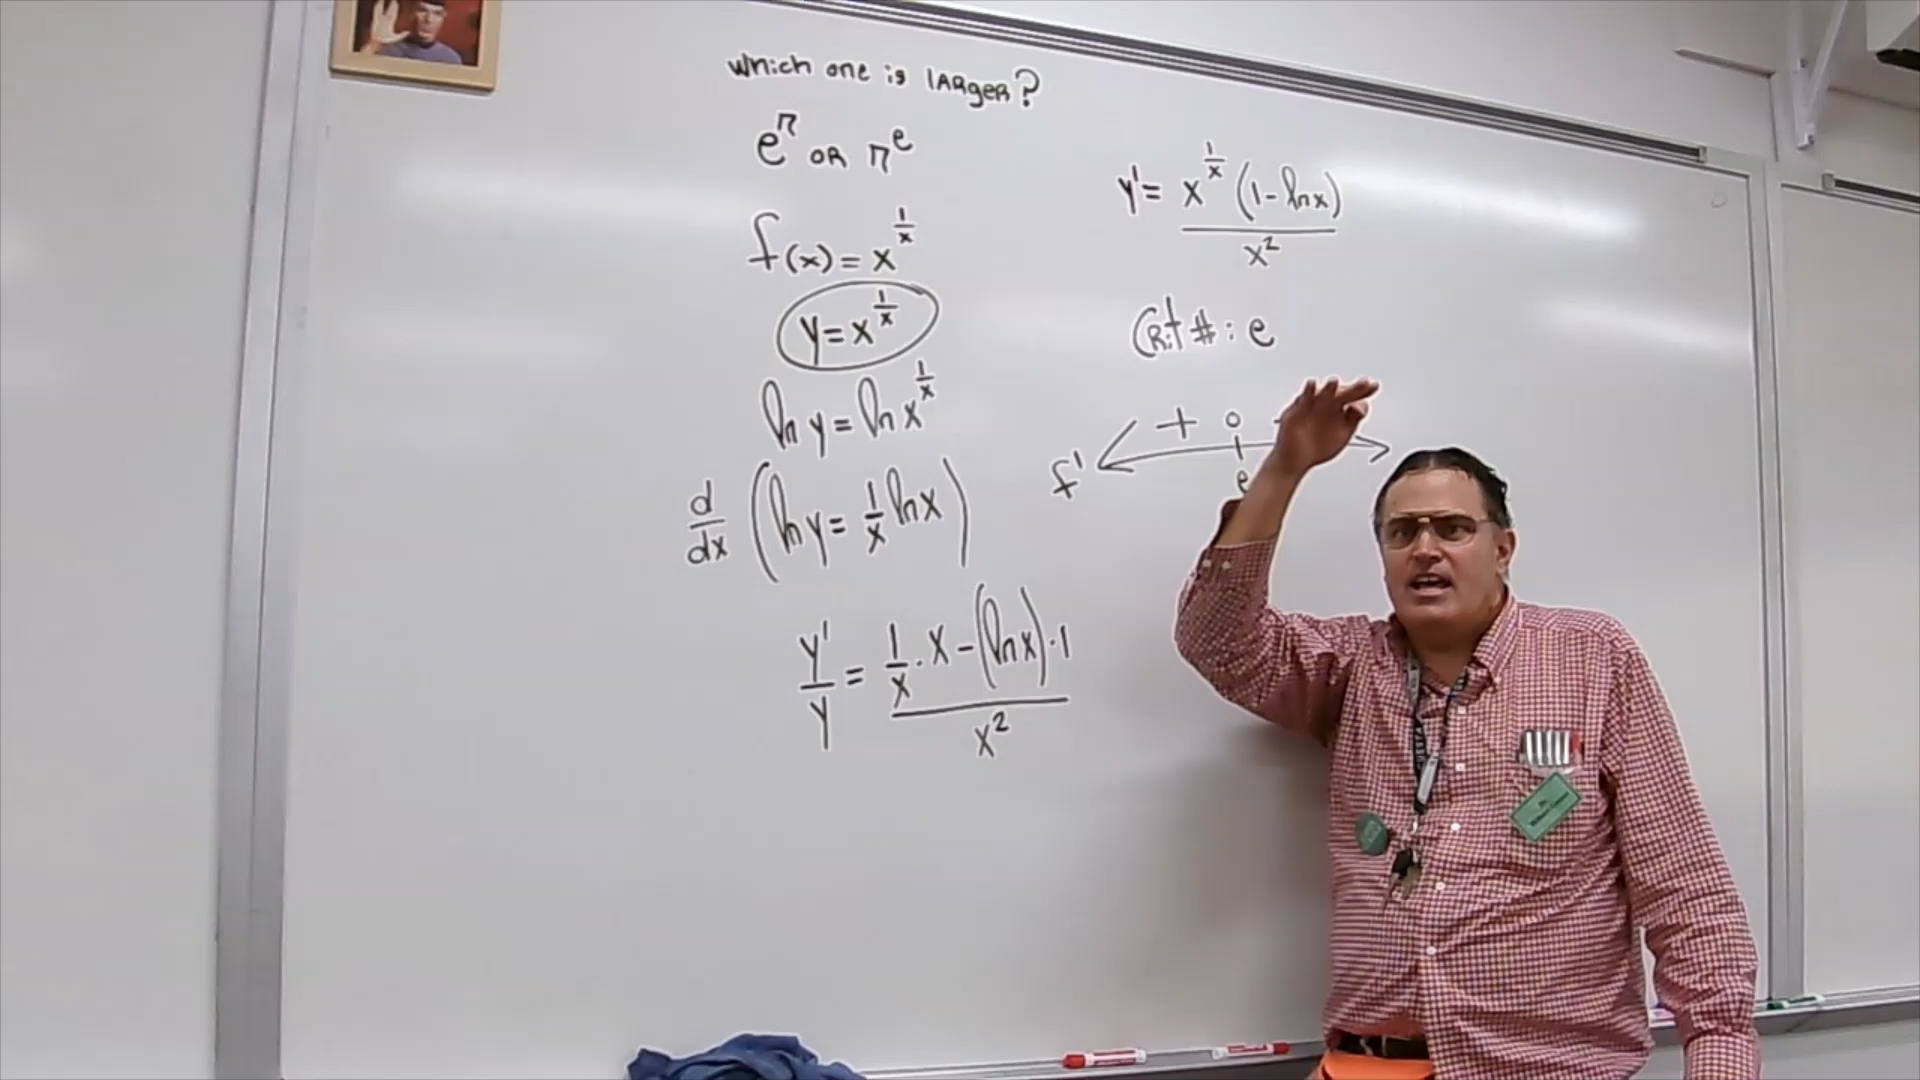 Which one is larger?
e^π or π^e
f(x) = x^(1/x)
y = x^(1/x)
ln y = ln x^(1/x)
d/dx (ln y = 1/x ln x)
y'/y = (1/x · x − (ln x) · 1)/x²
y' = x^(1/x) (1 − ln x)/x²
Crit #: e
+ 0
f' e